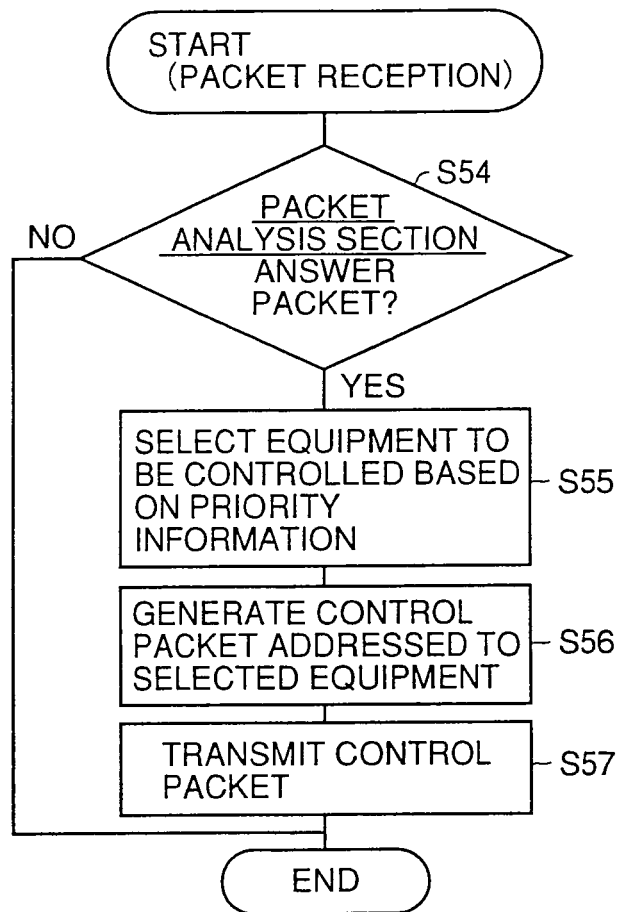 START
(PACKET RECEPTION)
S54
PACKET
ANALYSIS SECTION
ANSWER
PACKET?
NO
YES
SELECT EQUIPMENT TO
BE CONTROLLED BASED
ON PRIORITY
INFORMATION
S55
GENERATE CONTROL
PACKET ADDRESSED TO
SELECTED EQUIPMENT
S56
TRANSMIT CONTROL
PACKET
S57
END